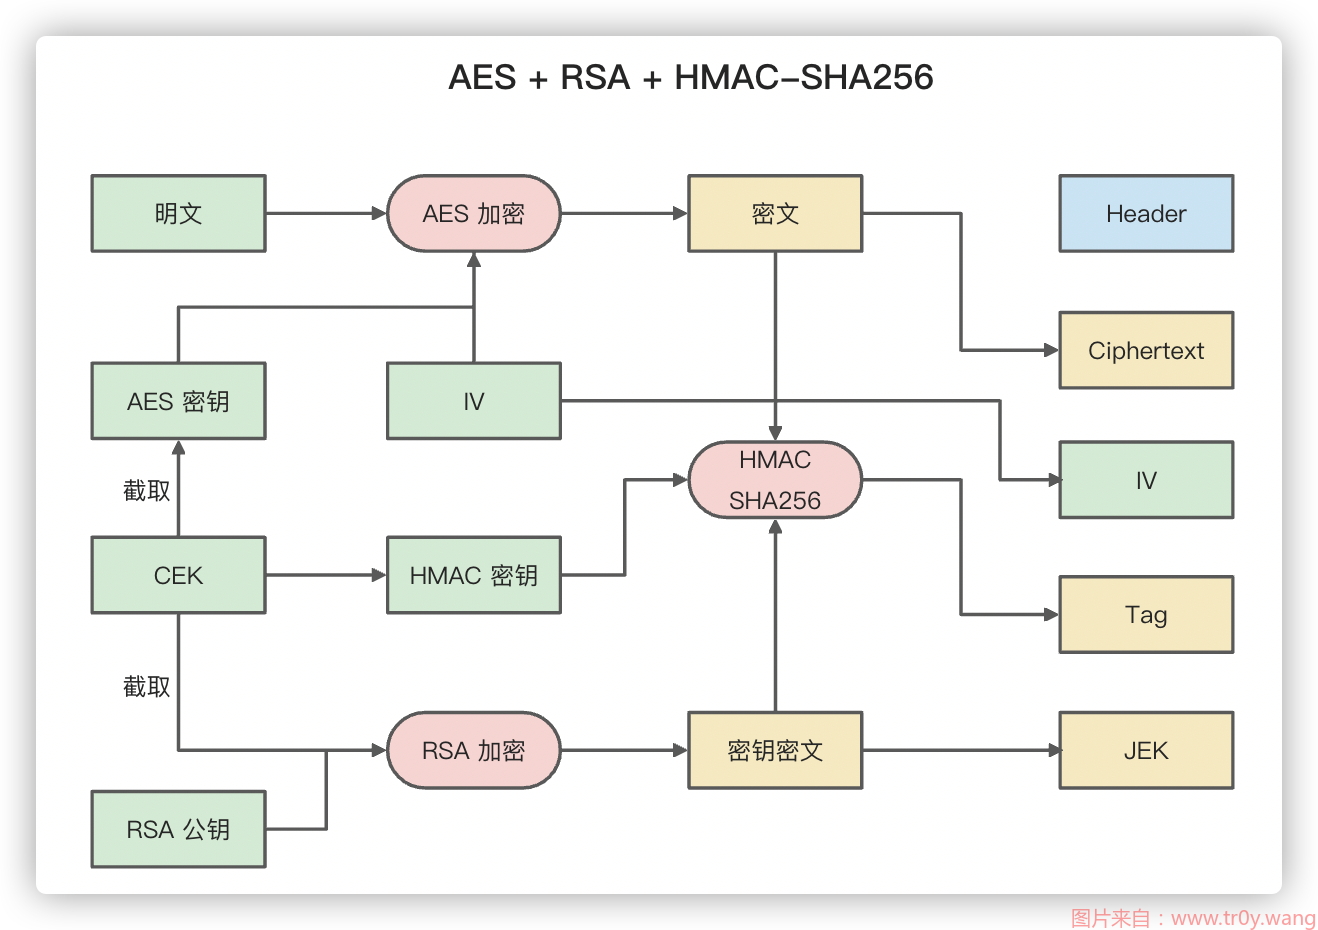 AES + RSA + HMAC-SHA256
明文
AES 加密
密文
Header
Ciphertext
AES 密钥
IV
HMAC
SHA256
IV
截取
CEK
HMAC 密钥
Tag
截取
RSA 加密
密钥密文
JEK
RSA 公钥
图片来自：www.tr0y.wang